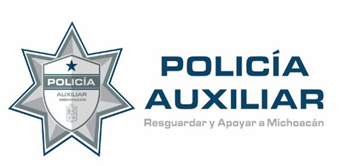 POLICÍA
AUXILIAR
MICHOACÁN
POLICÍA
AUXILIAR
Resguardar y Apoyar a Michoacán